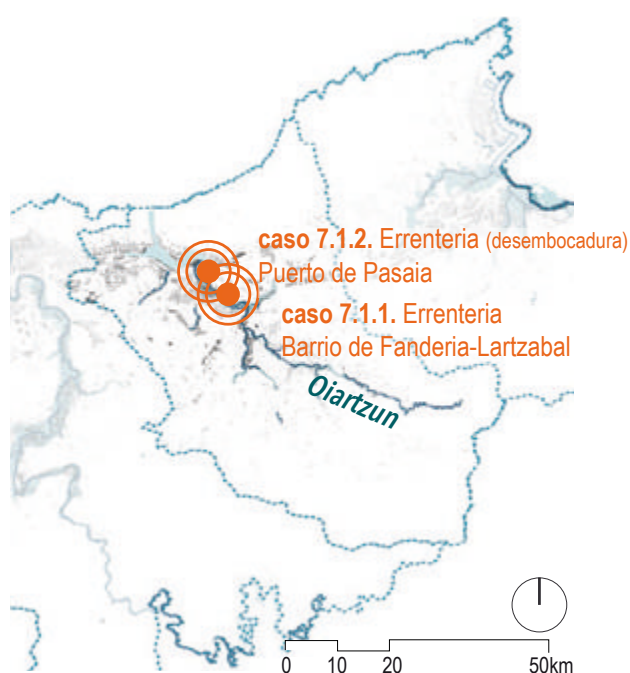 caso 7.1.2. Errenteria (desembocadura)
Puerto de Pasaia
caso 7.1.1. Errenteria
Barrio de Fanderia-Lartzabal
Oiartzun
0 10 20 50km